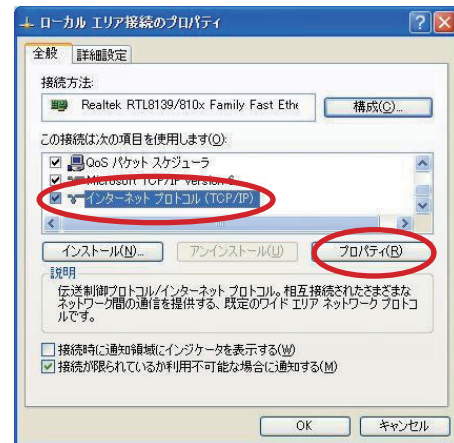 ローカル エリア接続のプロパティ
全般 詳細設定
接続方法:
Realtek RTL8139/810x Family Fast Ethe
構成(C)...
この接続は次の項目を使用します(O):
QoS パケット スケジューラ
Microsoft TCP/IP version 6
インターネット プロトコル (TCP/IP)
インストール(N)... アンインストール(U) プロパティ(R)
説明
伝送制御プロトコル/インターネット プロトコル。相互接続されたさまざまな
ネットワーク間の通信を提供する、既定のワイド エリア ネットワーク プロトコ
ルです。
接続時に通知領域にインジケータを表示する(W)
接続が限られているか利用不可能な場合に通知する(M)
OK キャンセル